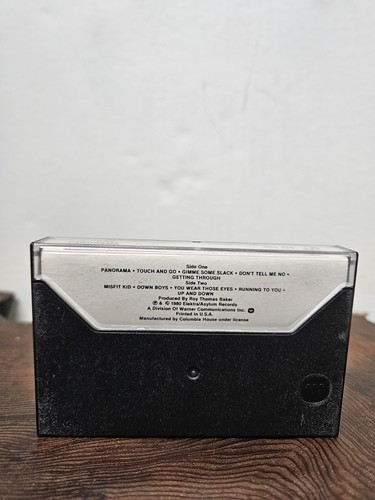 Side One
PANORAMA • TOUCH AND GO • GIMME SOME SLACK • DON'T TELL ME NO •
GETTING THROUGH
Side Two
MISFIT KID • DOWN BOYS • YOU WEAR THOSE EYES • RUNNING TO YOU •
UP AND DOWN
Produced By Roy Thomas Baker
℗ & © 1980 Elektra/Asylum Records
A Division Of Warner Communications Inc.
Printed in U.S.A.
Manufactured by Columbia House under license